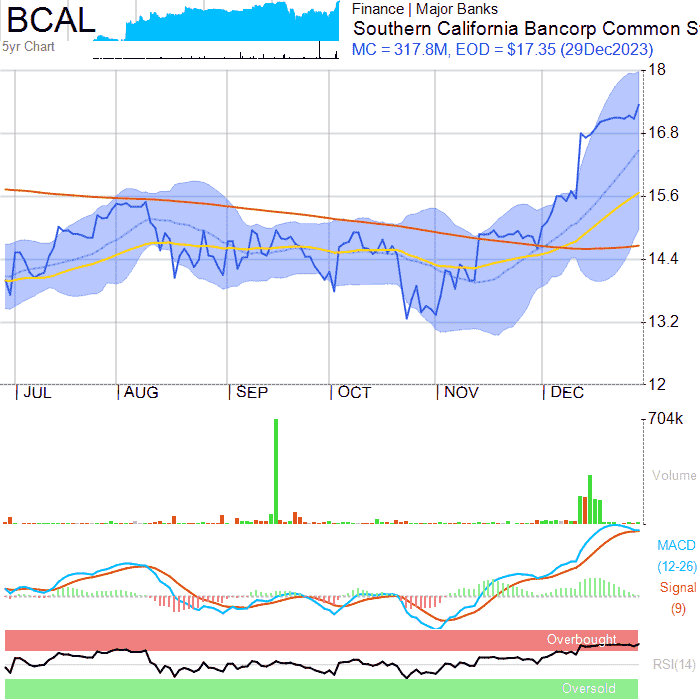 BCAL
5yr Chart
Finance | Major Banks
Southern California Bancorp Common S
MC = 317.8M, EOD = $17.35 (29Dec2023)
18
16.8
15.6
14.4
13.2
12
JUL AUG SEP OCT NOV DEC
704k
Volume
MACD
(12-26)
Signal
(9)
Overbought
RSI(14)
Oversold